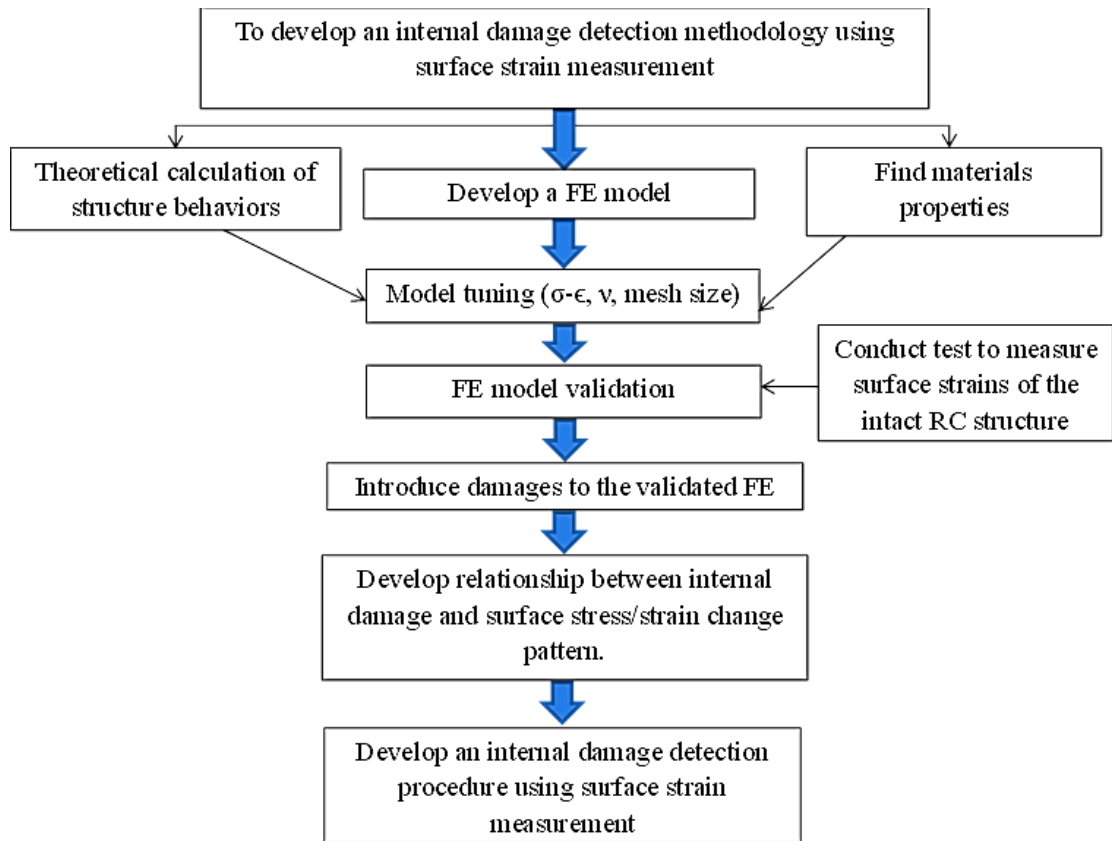 To develop an internal damage detection methodology using
surface strain measurement
Theoretical calculation of
structure behaviors
Develop a FE model
Find materials
properties
Model tuning (σ-ϵ, ν, mesh size)
Conduct test to measure
surface strains of the
intact RC structure
FE model validation
Introduce damages to the validated FE
Develop relationship between internal
damage and surface stress/strain change
pattern.
Develop an internal damage detection
procedure using surface strain
measurement